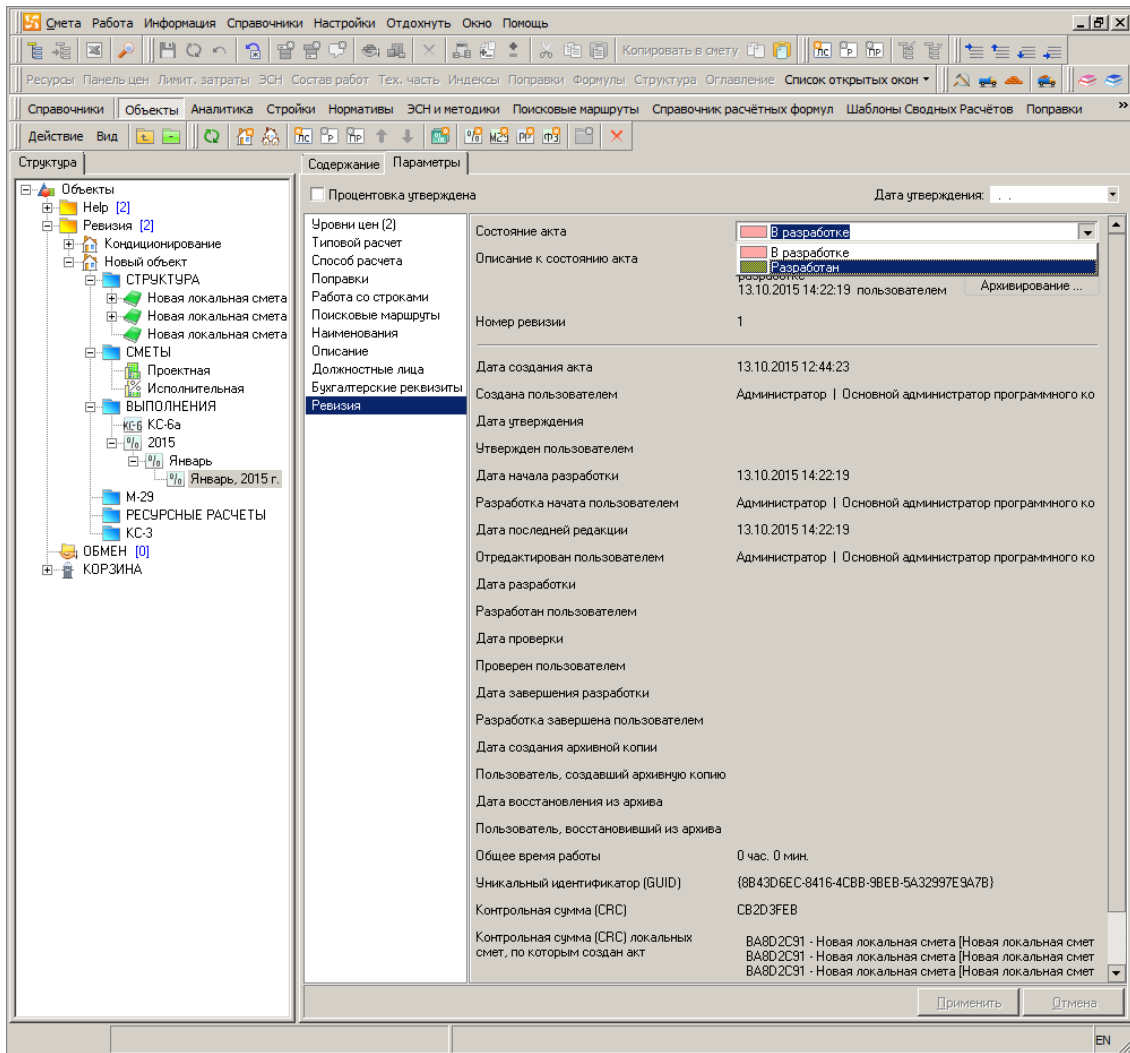 Смета Работа Информация Справочники Настройки Отдохнуть Окно Помощь
Копировать в смету ЛС ЛР ЛР
Ресурсы Панель цен Лимит. затраты ЭСН Состав работ Тех. часть Индексы Поправки Формулы Структура Оглавление Список открытых окон
Справочники Объекты Аналитика Стройки Нормативы ЭСН и методики Поисковые маршруты Справочник расчётных формул Шаблоны Сводных Расчётов Поправки »
Действие Вид ЛС ЛР ЛР % М29 РР Ф3
Структура
Содержание Параметры
Объекты
Help [2]
Ревизия [2]
Кондиционирование
Новый объект
СТРУКТУРА
Новая локальная смета
Новая локальная смета
Новая локальная смета
СМЕТЫ
Проектная
Исполнительная
ВЫПОЛНЕНИЯ
КС-6 КС-6а
% 2015
% Январь
% Январь, 2015 г.
М-29
РЕСУРСНЫЕ РАСЧЕТЫ
КС-3
ОБМЕН [0]
КОРЗИНА
Процентовка утверждена
Дата утверждения: . .
Уровни цен (2)
Типовой расчет
Способ расчета
Поправки
Работа со строками
Поисковые маршруты
Наименования
Описание
Должностные лица
Бухгалтерские реквизиты
Ревизия
Состояние акта В разработке
В разработке
Разработан
Описание к состоянию акта
13.10.2015 14:22:19 пользователем
Архивирование ...
Номер ревизии 1
Дата создания акта 13.10.2015 12:44:23
Создана пользователем Администратор | Основной администратор программного ко
Дата утверждения
Утвержден пользователем
Дата начала разработки 13.10.2015 14:22:19
Разработка начата пользователем Администратор | Основной администратор программного ко
Дата последней редакции 13.10.2015 14:22:19
Отредактирован пользователем Администратор | Основной администратор программного ко
Дата разработки
Разработан пользователем
Дата проверки
Проверен пользователем
Дата завершения разработки
Разработка завершена пользователем
Дата создания архивной копии
Пользователь, создавший архивную копию
Дата восстановления из архива
Пользователь, восстановивший из архива
Общее время работы 0 час. 0 мин.
Уникальный идентификатор (GUID) {8B43D6EC-8416-4CBB-9BEB-5A32997E9A7B}
Контрольная сумма (CRC) CB2D3FEB
Контрольная сумма (CRC) локальных
смет, по которым создан акт
BA8D2C91 - Новая локальная смета [Новая локальная смет
BA8D2C91 - Новая локальная смета [Новая локальная смет
BA8D2C91 - Новая локальная смета [Новая локальная смет
Применить Отмена
EN